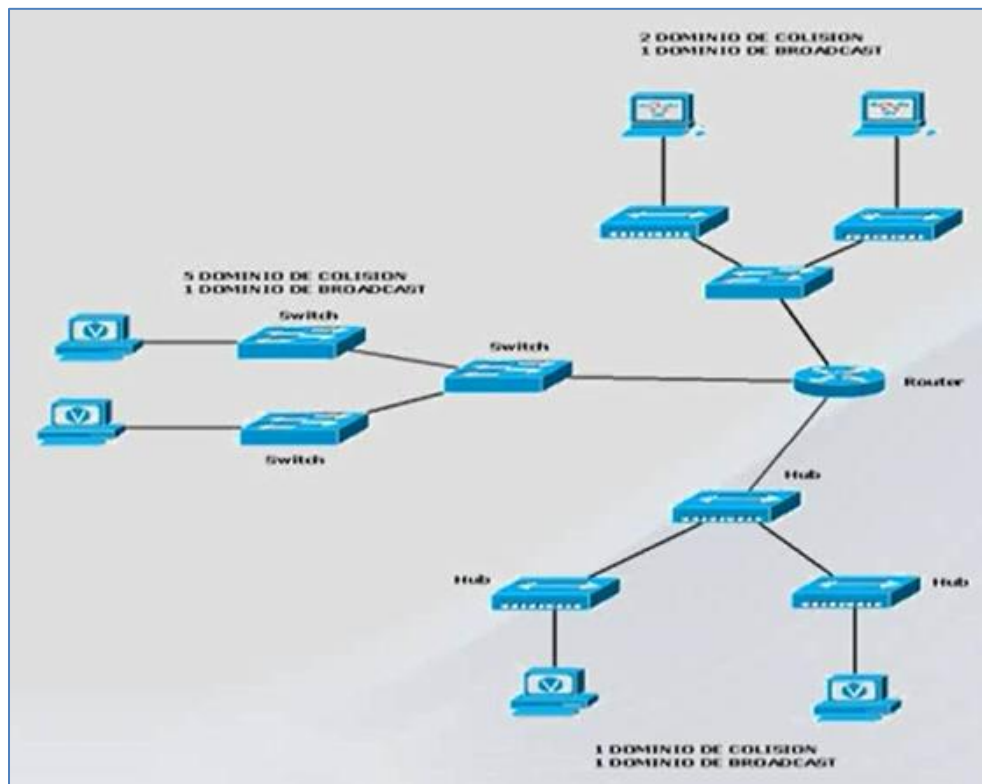 2 DOMINIO DE COLISION
1 DOMINIO DE BROADCAST
5 DOMINIO DE COLISION
1 DOMINIO DE BROADCAST
Switch
Switch
Router
Switch
Hub
Hub
Hub
1 DOMINIO DE COLISION
1 DOMINIO DE BROADCAST